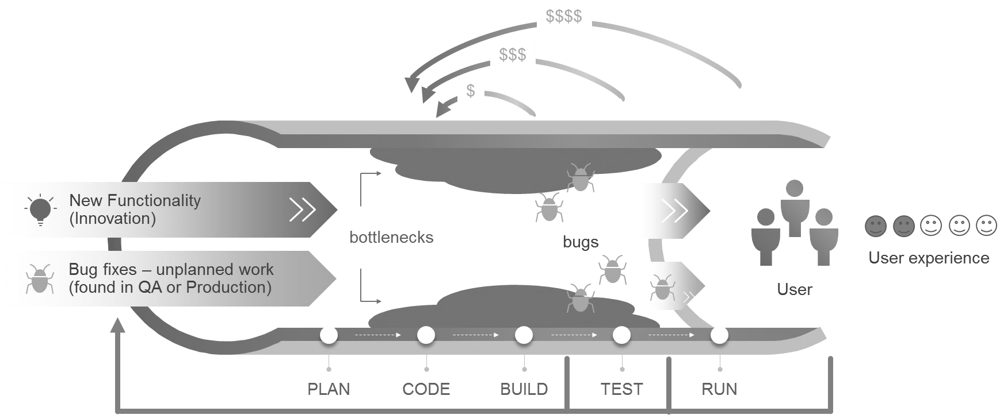 $$$$
$$$
$
New Functionality
(Innovation)
bottlenecks
bugs
Bug fixes – unplanned work
(found in QA or Production)
User
User experience
PLAN
CODE
BUILD
TEST
RUN